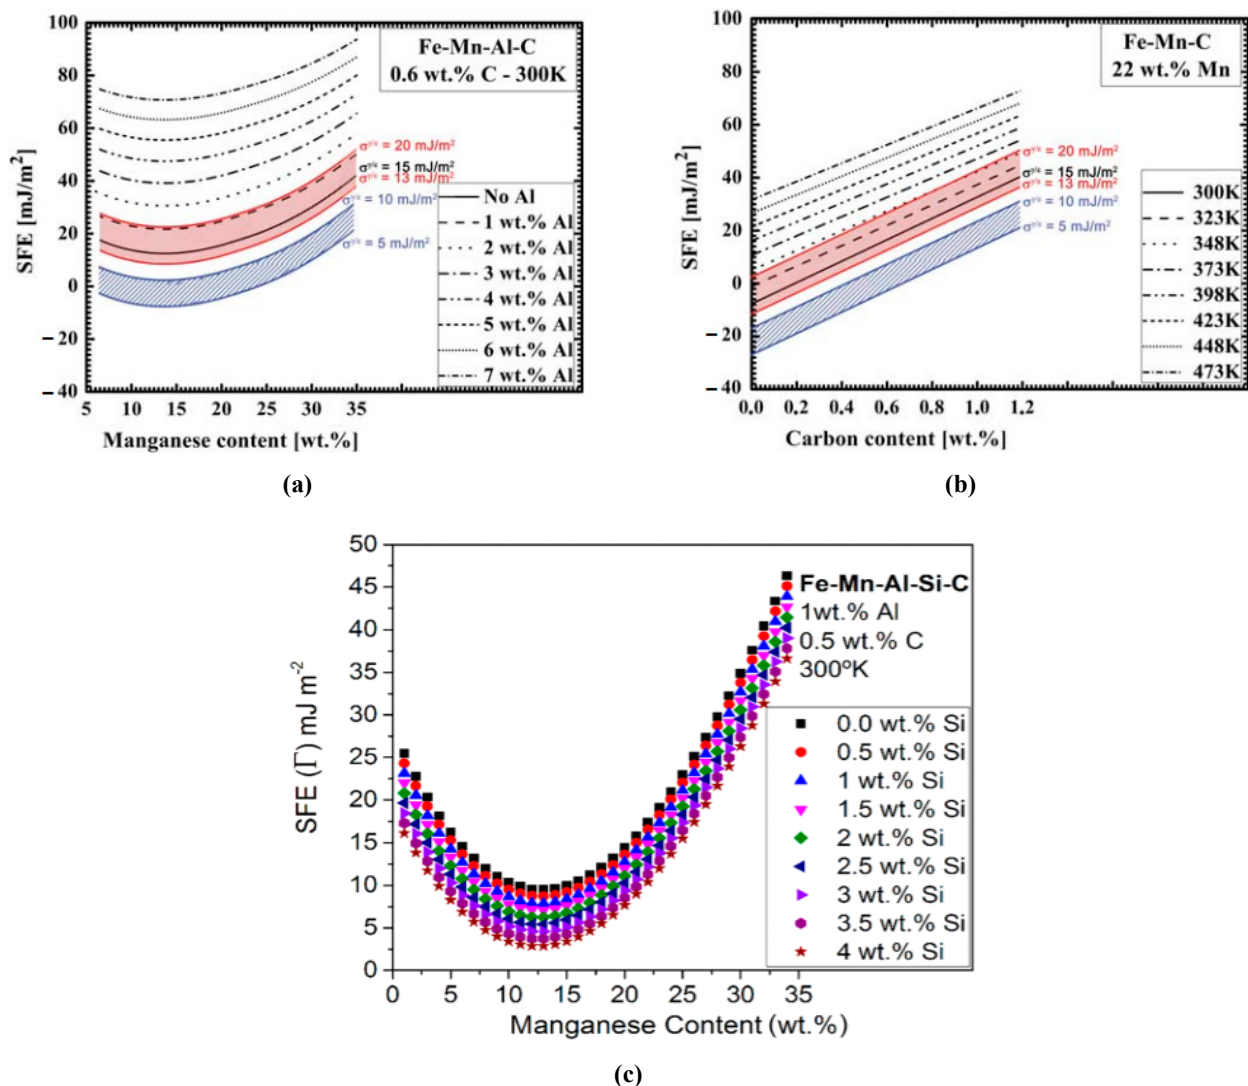 100
80
60
40
20
0
−20
−40
SFE [mJ/m²]
5 10 15 20 25 30 35
Manganese content [wt.%]
Fe-Mn-Al-C
0.6 wt.% C - 300K
σγ/ε = 20 mJ/m²
σγ/ε = 15 mJ/m²
σγ/ε = 13 mJ/m²
σγ/ε = 10 mJ/m²
σγ/ε = 5 mJ/m²
No Al
1 wt.% Al
2 wt.% Al
3 wt.% Al
4 wt.% Al
5 wt.% Al
6 wt.% Al
7 wt.% Al
(a)
100
80
60
40
20
0
−20
−40
SFE [mJ/m²]
0.0 0.2 0.4 0.6 0.8 1.0 1.2
Carbon content [wt.%]
Fe-Mn-C
22 wt.% Mn
σγ/ε = 20 mJ/m²
σγ/ε = 15 mJ/m²
σγ/ε = 13 mJ/m²
σγ/ε = 10 mJ/m²
σγ/ε = 5 mJ/m²
300K
323K
348K
373K
398K
423K
448K
473K
(b)
50
45
40
35
30
25
20
15
10
5
0
SFE (Γ) mJ m⁻²
0 5 10 15 20 25 30 35
Manganese Content (wt.%)
Fe-Mn-Al-Si-C
1wt.% Al
0.5 wt.% C
300ºK
0.0 wt.% Si
0.5 wt.% Si
1 wt.% Si
1.5 wt.% Si
2 wt.% Si
2.5 wt.% Si
3 wt.% Si
3.5 wt.% Si
4 wt.% Si
(c)